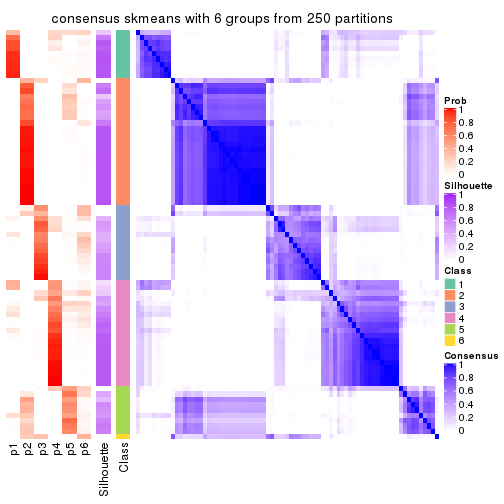 consensus skmeans with 6 groups from 250 partitions
Prob
1
0.8
0.6
0.4
0.2
0
Silhouette
1
0.8
0.6
0.4
0.2
0
Class
1
2
3
4
5
6
Consensus
1
0.8
0.6
0.4
0.2
0
p1
p2
p3
p4
p5
p6
Silhouette
Class